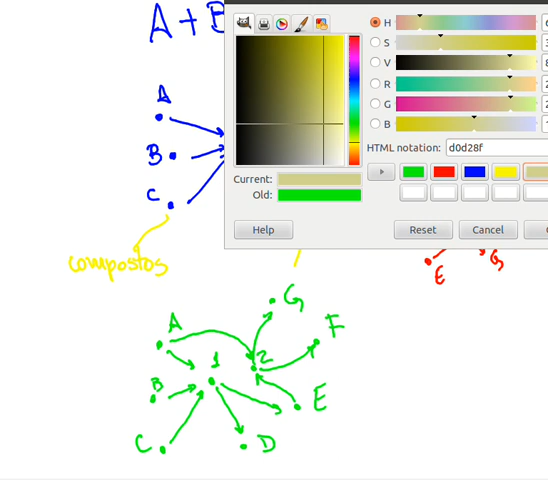 A + B
H
S
V
R
G
B
HTML notation: d0d28f
Current:
Old:
Help
Reset
Cancel
A
B
C
compostos
E
G
G
A
F
2
1
B
E
C
D